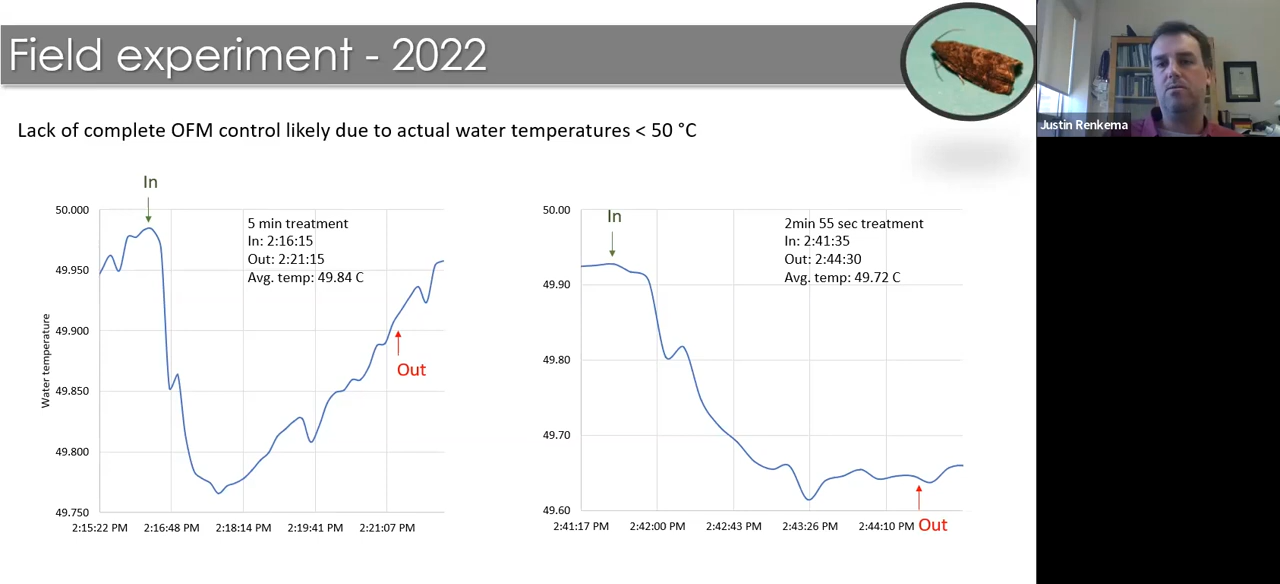 Field experiment - 2022
Justin Renkema
Lack of complete OFM control likely due to actual water temperatures < 50 °C
In
5 min treatment
In: 2:16:15
Out: 2:21:15
Avg. temp: 49.84 C
Out
Water temperature
50.000
49.950
49.900
49.850
49.800
49.750
2:15:22 PM 2:16:48 PM 2:18:14 PM 2:19:41 PM 2:21:07 PM
In
2min 55 sec treatment
In: 2:41:35
Out: 2:44:30
Avg. temp: 49.72 C
50.00
49.90
49.80
49.70
49.60
2:41:17 PM 2:42:00 PM 2:42:43 PM 2:43:26 PM 2:44:10 PM
Out